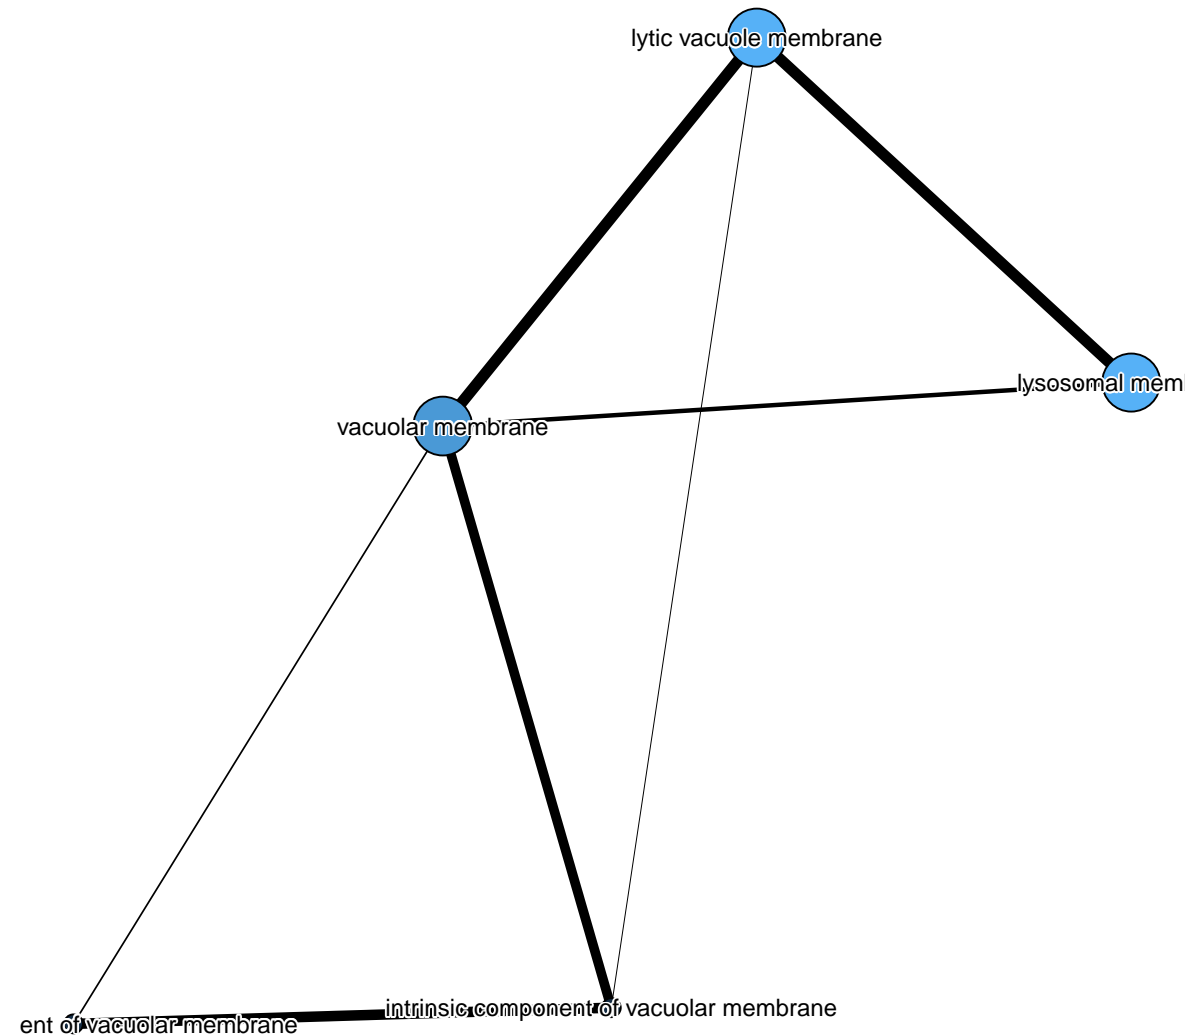 lytic vacuole membrane
lysosomal mem
vacuolar membrane
intrinsic component of vacuolar membrane
ent of vacuolar membrane